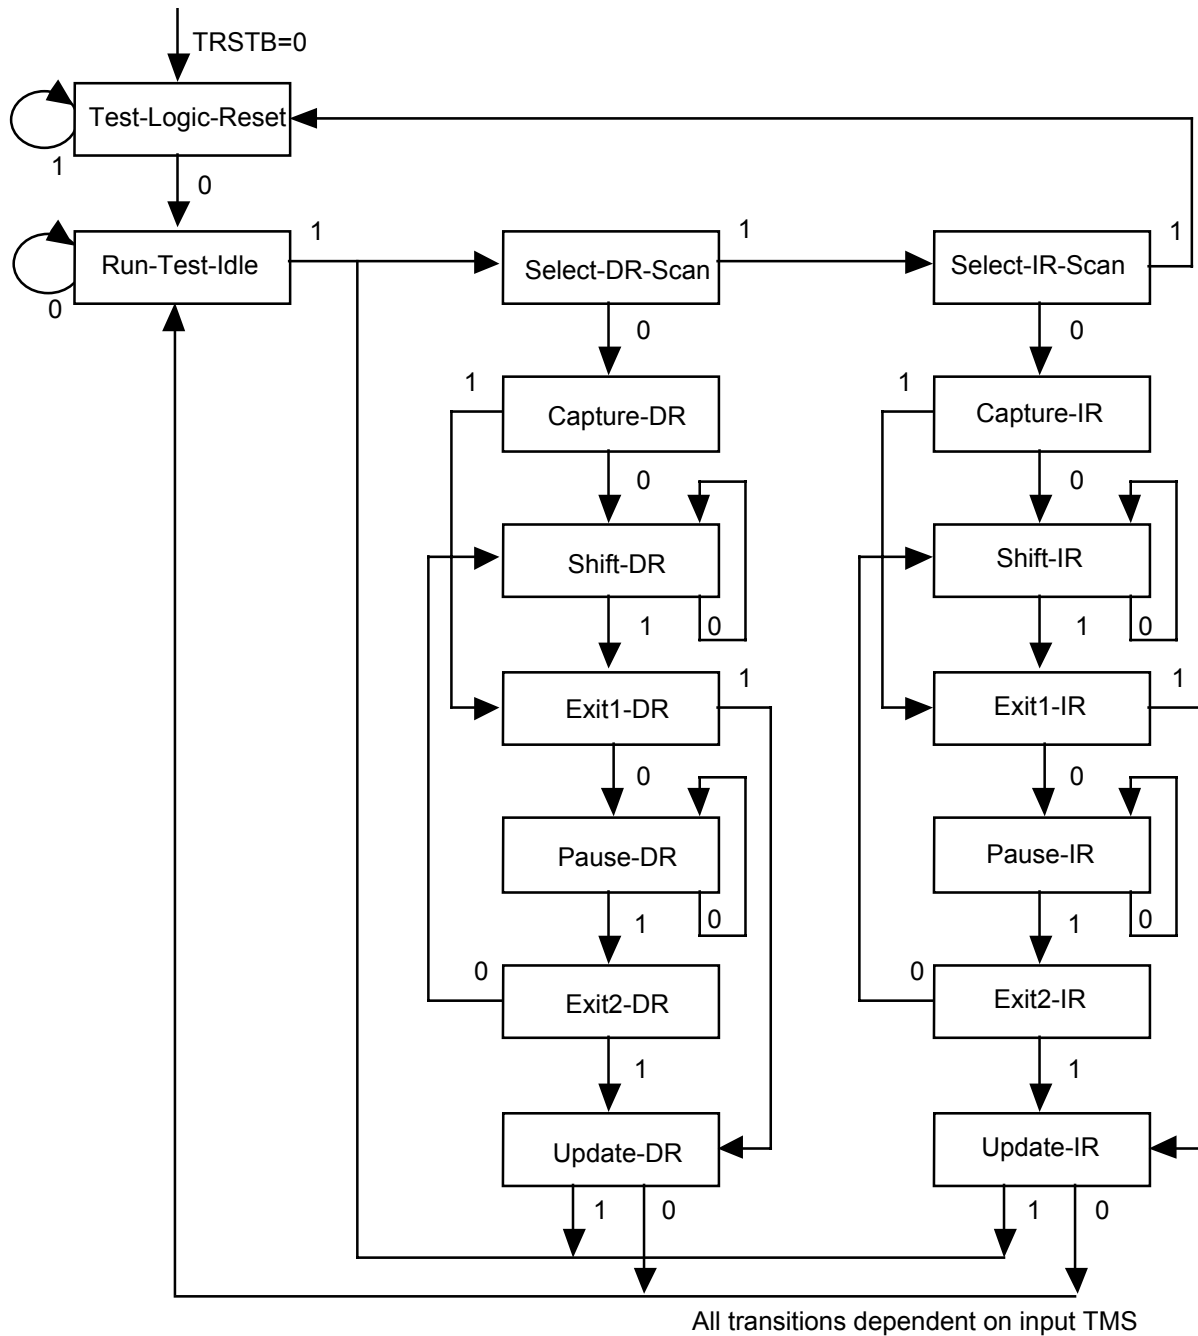 TRSTB=0
Test-Logic-Reset
1
0
Run-Test-Idle
0
1
Select-DR-Scan
1
Select-IR-Scan
1
0
0
1
Capture-DR
1
Capture-IR
0
0
Shift-DR
Shift-IR
1
0
1
0
Exit1-DR
1
Exit1-IR
1
0
0
Pause-DR
Pause-IR
1
0
1
0
0
Exit2-DR
0
Exit2-IR
1
1
Update-DR
Update-IR
1
0
1
0
All transitions dependent on input TMS